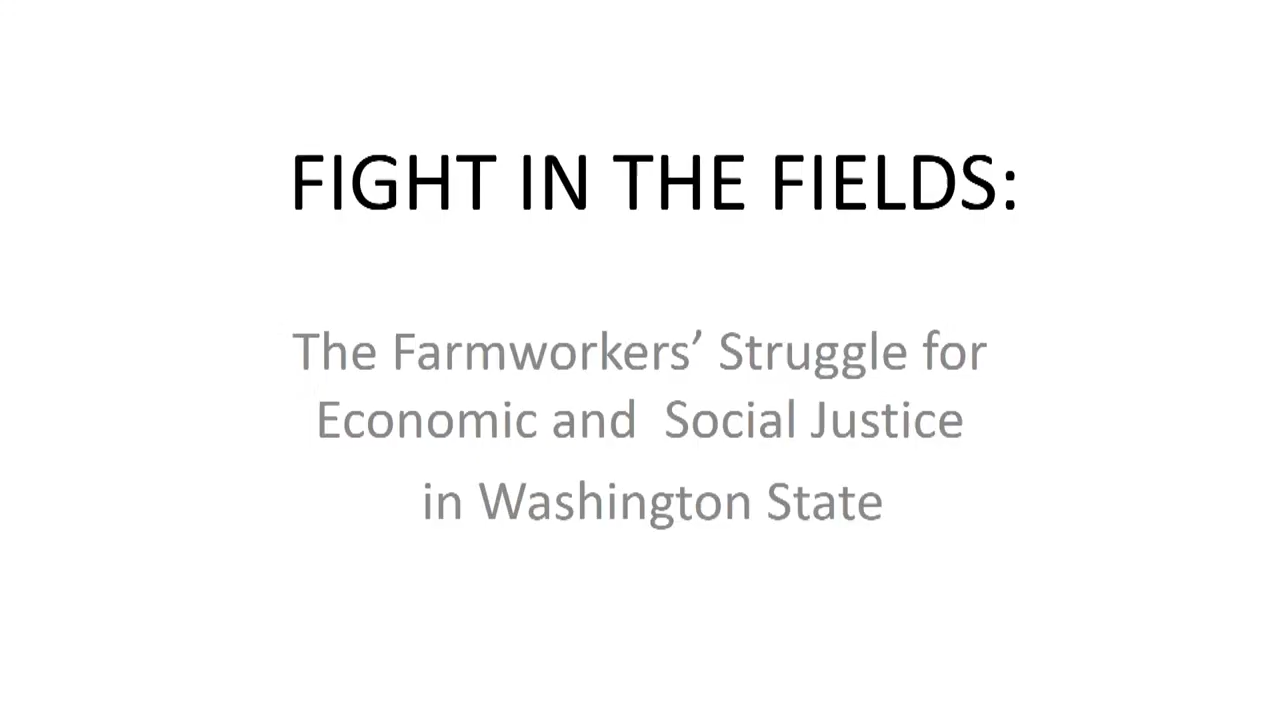 FIGHT IN THE FIELDS:
The Farmworkers’ Struggle for
Economic and  Social Justice
in Washington State